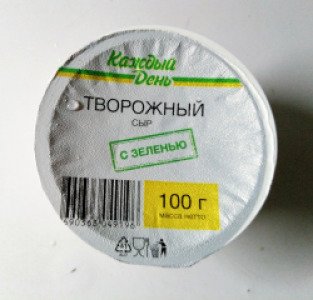 Каждый
День
ТВОРОЖНЫЙ
СЫР
С ЗЕЛЕНЬЮ
100 г
масса нетто